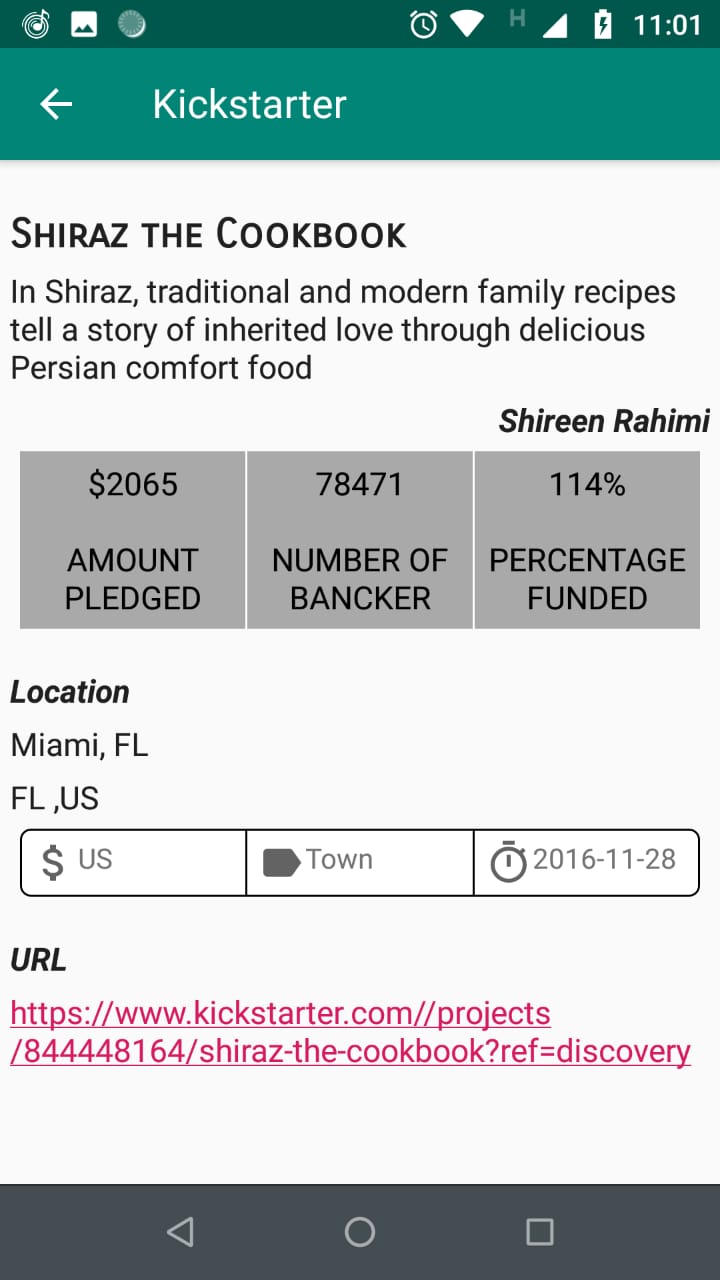 H 11:01
Kickstarter
Shiraz the Cookbook
In Shiraz, traditional and modern family recipes
tell a story of inherited love through delicious
Persian comfort food
Shireen Rahimi
$2065 78471 114%
AMOUNT NUMBER OF PERCENTAGE
PLEDGED BANCKER FUNDED
Location
Miami, FL
FL ,US
$ US Town 2016-11-28
URL
https://www.kickstarter.com//projects
/844448164/shiraz-the-cookbook?ref=discovery